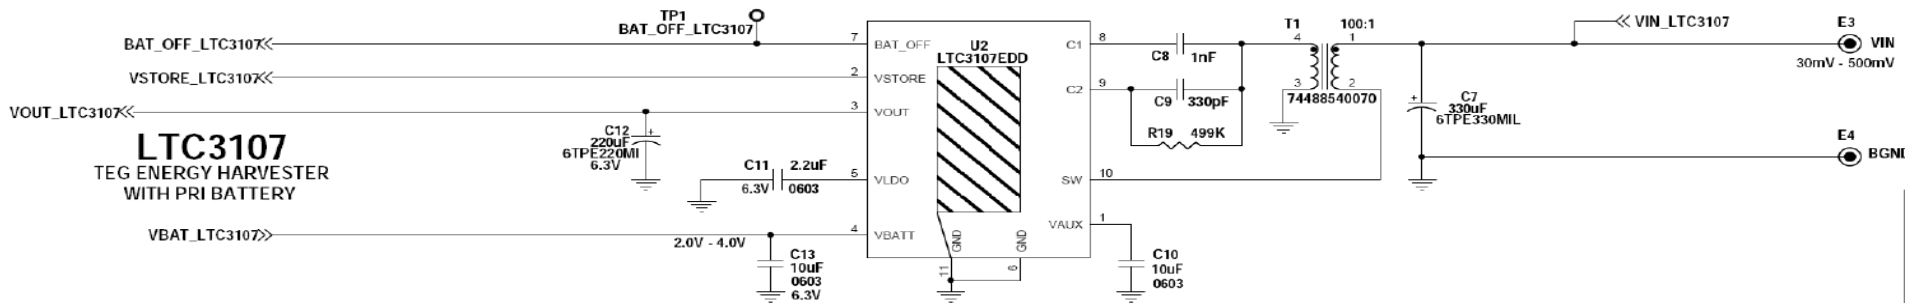 TP1
BAT_OFF_LTC3107
BAT_OFF_LTC3107
7
BAT_OFF
U2
LTC3107EDD
C1
8
C8
1nF
T1
100:1
4
1
VIN_LTC3107
E3
VIN
30mV - 500mV
VSTORE_LTC3107
2
VSTORE
C2
9
C9
330pF
3
2
74488540070
C7
+
330uF
6TPE330MIL
VOUT_LTC3107
3
VOUT
R19
499K
E4
BGND
LTC3107
TEG ENERGY HARVESTER
WITH PRI BATTERY
C12
+
220uF
6TPE220MI
6.3V
C11
2.2uF
6.3V
0603
5
VLDO
SW
10
VBAT_LTC3107
2.0V - 4.0V
4
VBATT
VAUX
1
GND
GND
11
6
C13
10uF
0603
6.3V
C10
10uF
0603